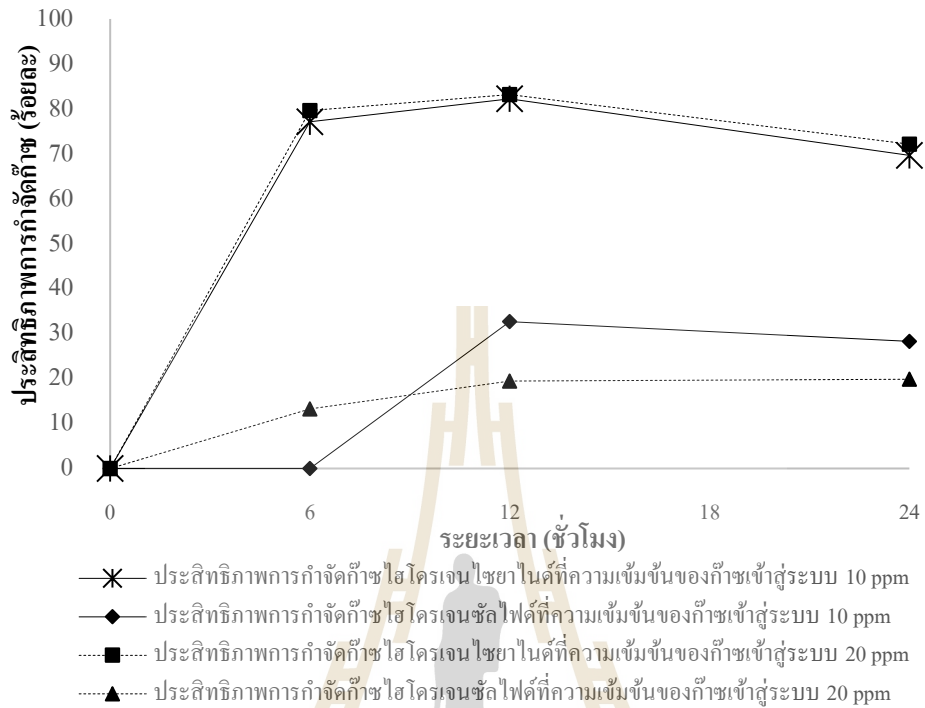 ประสิทธิภาพการกำจัดก๊าซ (ร้อยละ)
100
90
80
70
60
50
40
30
20
10
0
0 6 12 18 24
ระยะเวลา (ชั่วโมง)
ประสิทธิภาพการกำจัดก๊าซไฮโดรเจนไซยาไนด์ที่ความเข้มข้นของก๊าซเข้าสู่ระบบ 10 ppm
ประสิทธิภาพการกำจัดก๊าซไฮโดรเจนซัลไฟด์ที่ความเข้มข้นของก๊าซเข้าสู่ระบบ 10 ppm
ประสิทธิภาพการกำจัดก๊าซไฮโดรเจนไซยาไนด์ที่ความเข้มข้นของก๊าซเข้าสู่ระบบ 20 ppm
ประสิทธิภาพการกำจัดก๊าซไฮโดรเจนซัลไฟด์ที่ความเข้มข้นของก๊าซเข้าสู่ระบบ 20 ppm